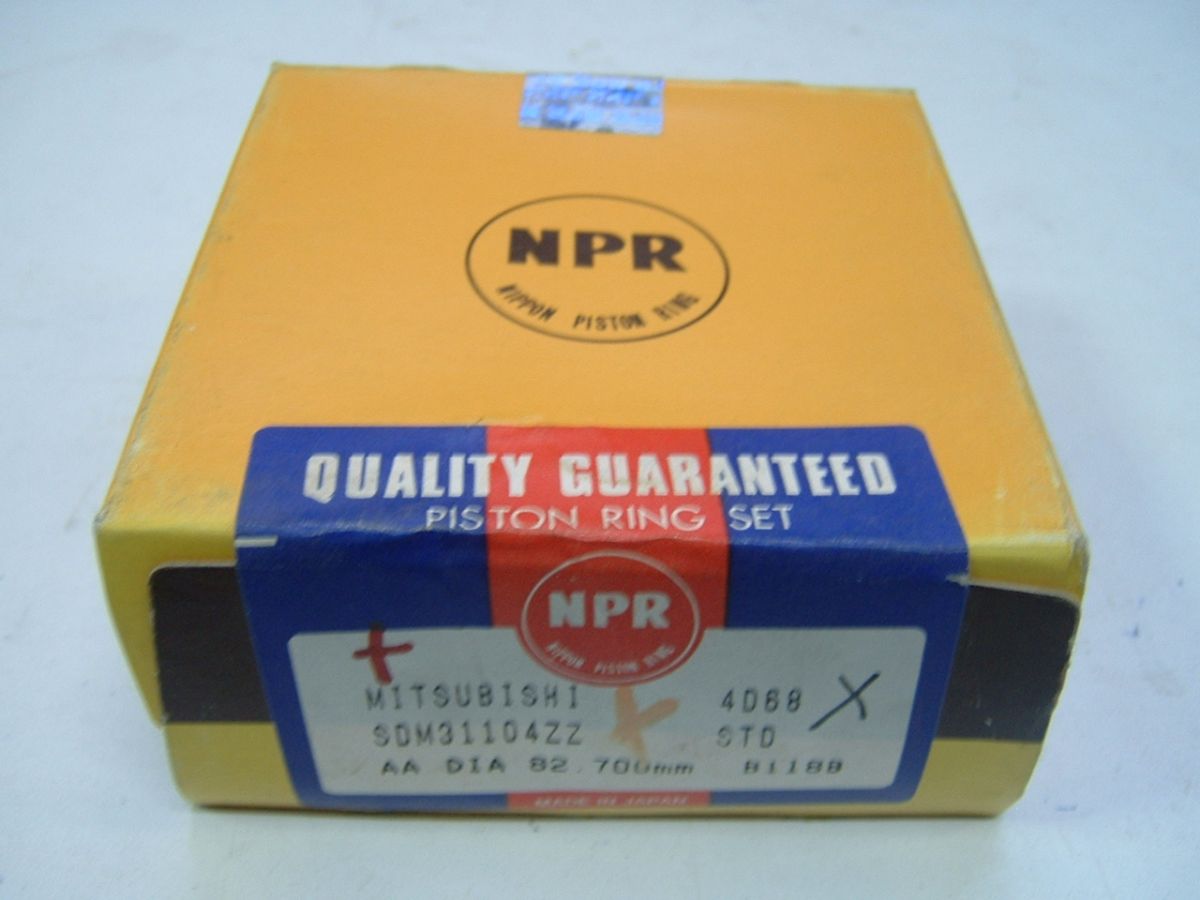 NPR
NIPPON PISTON RING
QUALITY GUARANTEED
PISTON RING SET
NPR
NIPPON PISTON RING
MITSUBISHI 4D68
SDM31104ZZ STD
AA DIA 82.700mm B118B
MADE IN JAPAN